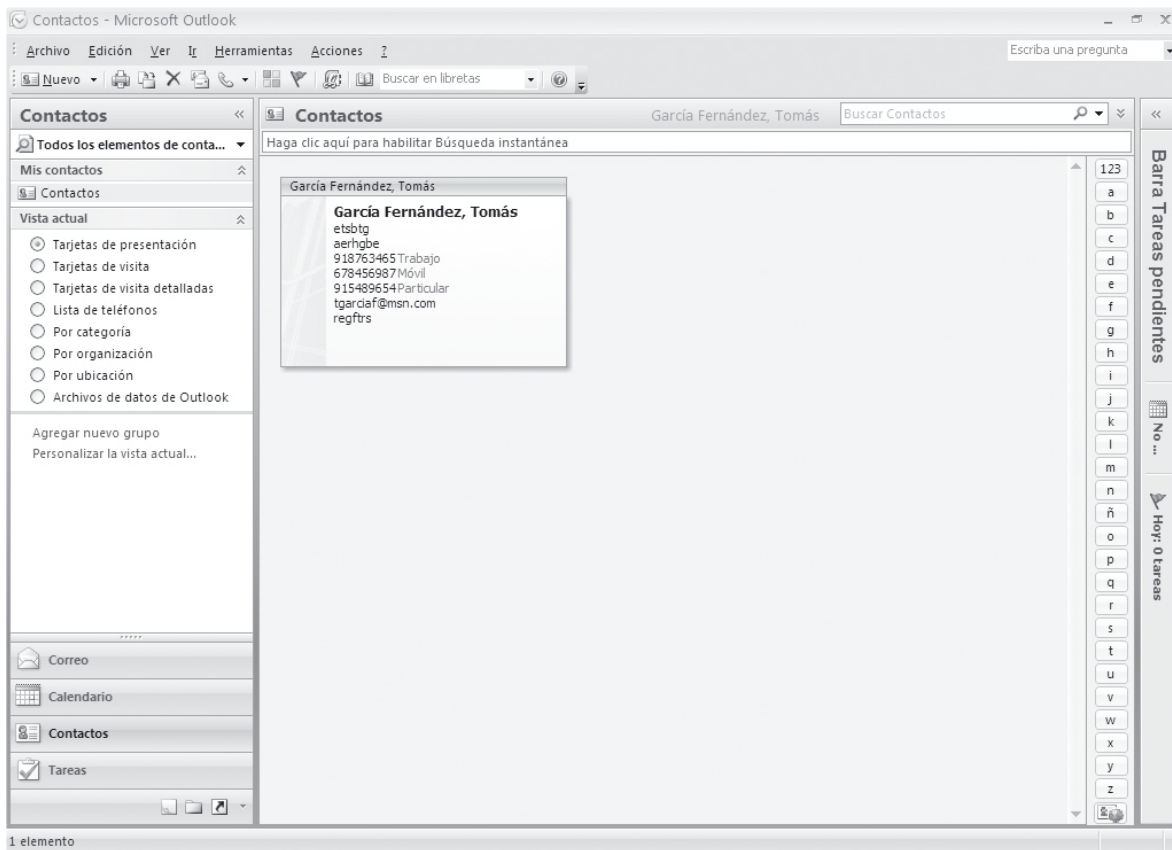 Contactos - Microsoft Outlook
Archivo Edición Ver Ir Herramientas Acciones ?
Escriba una pregunta
Nuevo
Buscar en libretas
Contactos
Todos los elementos de conta...
Mis contactos
Contactos
Vista actual
Tarjetas de presentación
Tarjetas de visita
Tarjetas de visita detalladas
Lista de teléfonos
Por categoría
Por organización
Por ubicación
Archivos de datos de Outlook
Agregar nuevo grupo
Personalizar la vista actual...
Correo
Calendario
Contactos
Tareas
Contactos
García Fernández, Tomás
Buscar Contactos
Haga clic aquí para habilitar Búsqueda instantánea
García Fernández, Tomás
García Fernández, Tomás
etsbtg
aerhgbe
918763465 Trabajo
678456987 Móvil
915489654 Particular
tgarciaf@msn.com
regftrs
123
a
b
c
d
e
f
g
h
i
j
k
l
m
n
ñ
o
p
q
r
s
t
u
v
w
x
y
z
Barra Tareas pendientes
No ...
Hoy: 0 tareas
1 elemento